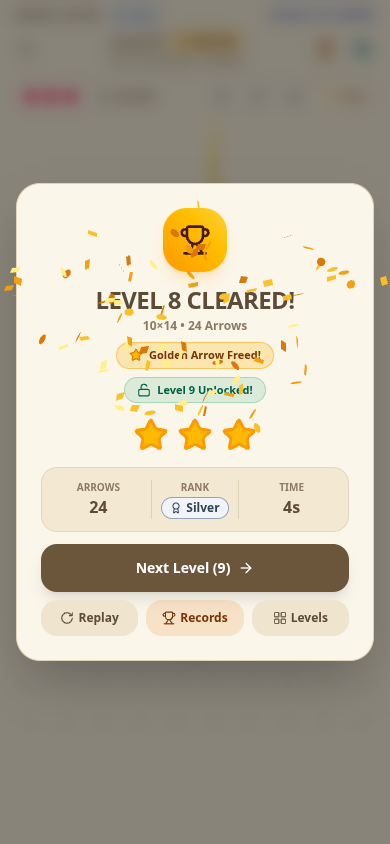 LEVEL 8 CLEARED!
10×14 • 24 Arrows
Golden Arrow Freed!
Level 9 Unlocked!
ARROWS RANK TIME
24 Silver 4s
Next Level (9)
Replay Records Levels